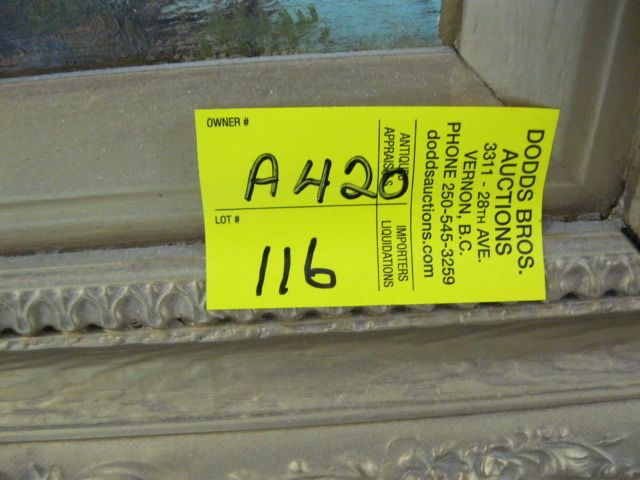 OWNER #
A420
LOT #
116
ANTIQUES
APPRAISALS
IMPORTERS
LIQUIDATIONS
DODDS BROS.
AUCTIONS
3311 - 28TH AVE.
VERNON, B.C.
PHONE 250-545-3259
doddsauctions.com